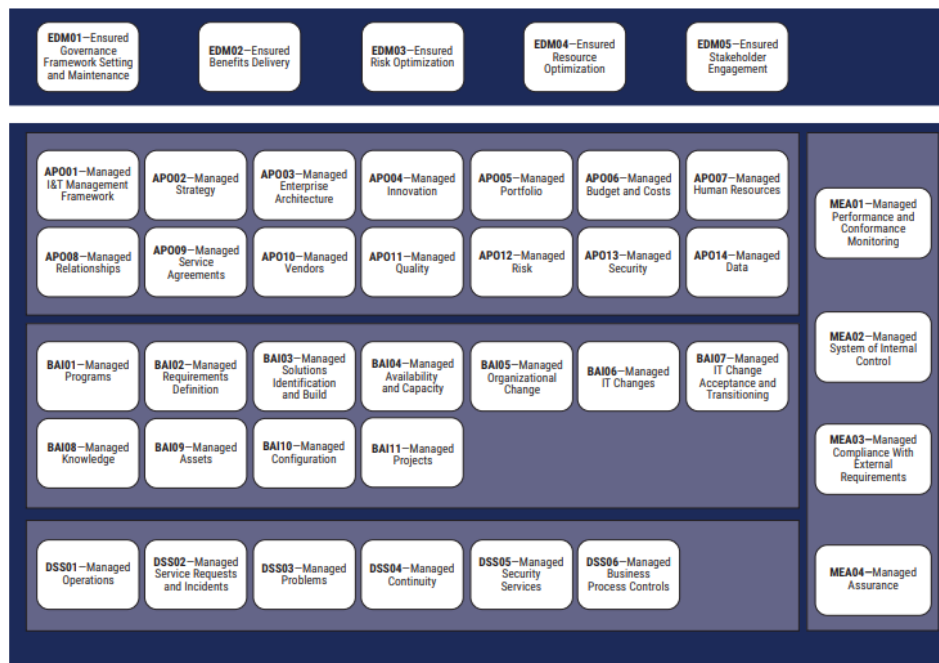 EDM01—Ensured
Governance
Framework Setting
and Maintenance
EDM02—Ensured
Benefits Delivery
EDM03—Ensured
Risk Optimization
EDM04—Ensured
Resource
Optimization
EDM05—Ensured
Stakeholder
Engagement
APO01—Managed
I&T Management
Framework
APO02—Managed
Strategy
APO03—Managed
Enterprise
Architecture
APO04—Managed
Innovation
APO05—Managed
Portfolio
APO06—Managed
Budget and Costs
APO07—Managed
Human Resources
APO08—Managed
Relationships
APO09—Managed
Service
Agreements
APO10—Managed
Vendors
APO11—Managed
Quality
APO12—Managed
Risk
APO13—Managed
Security
APO14—Managed
Data
BAI01—Managed
Programs
BAI02—Managed
Requirements
Definition
BAI03—Managed
Solutions
Identification
and Build
BAI04—Managed
Availability
and Capacity
BAI05—Managed
Organizational
Change
BAI06—Managed
IT Changes
BAI07—Managed
IT Change
Acceptance and
Transitioning
BAI08—Managed
Knowledge
BAI09—Managed
Assets
BAI10—Managed
Configuration
BAI11—Managed
Projects
DSS01—Managed
Operations
DSS02—Managed
Service Requests
and Incidents
DSS03—Managed
Problems
DSS04—Managed
Continuity
DSS05—Managed
Security
Services
DSS06—Managed
Business
Process Controls
MEA01—Managed
Performance and
Conformance
Monitoring
MEA02—Managed
System of Internal
Control
MEA03—Managed
Compliance With
External
Requirements
MEA04—Managed
Assurance